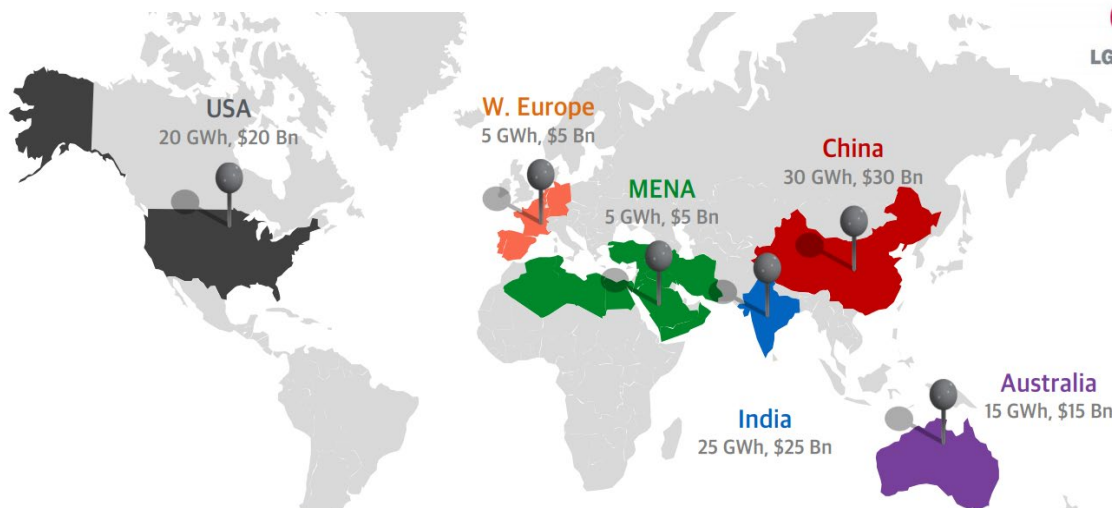 LG
USA
20 GWh, $20 Bn
W. Europe
5 GWh, $5 Bn
MENA
5 GWh, $5 Bn
China
30 GWh, $30 Bn
India
25 GWh, $25 Bn
Australia
15 GWh, $15 Bn